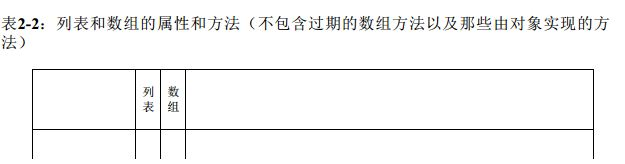 表2-2：列表和数组的属性和方法（不包含过期的数组方法以及那些由对象实现的方
法）
列 数
表 组